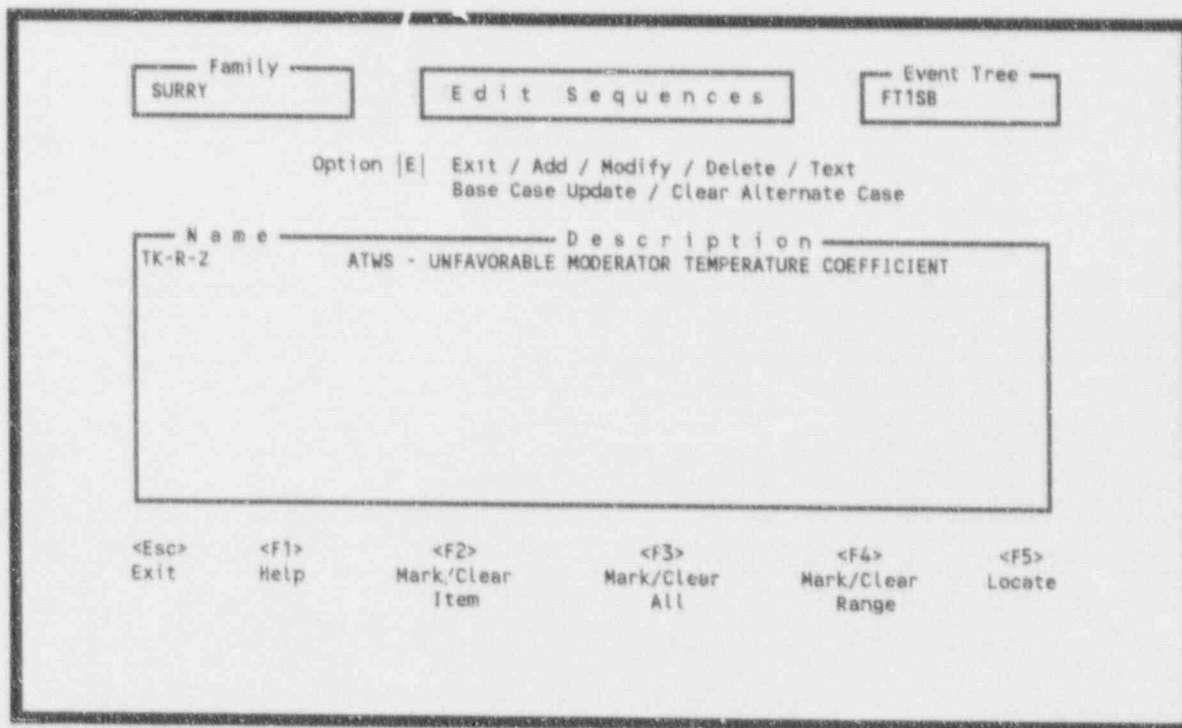 Family
SURRY
Edit Sequences
Event Tree
FT1SB
Option |E| Exit / Add / Modify / Delete / Text
Base Case Update / Clear Alternate Case
Name Description
TK-R-Z ATWS - UNFAVORABLE MODERATOR TEMPERATURE COEFFICIENT
<Esc> <F1> <F2> <F3> <F4> <F5>
Exit Help Mark/Clear Mark/Clear Mark/Clear Locate
Item All Range